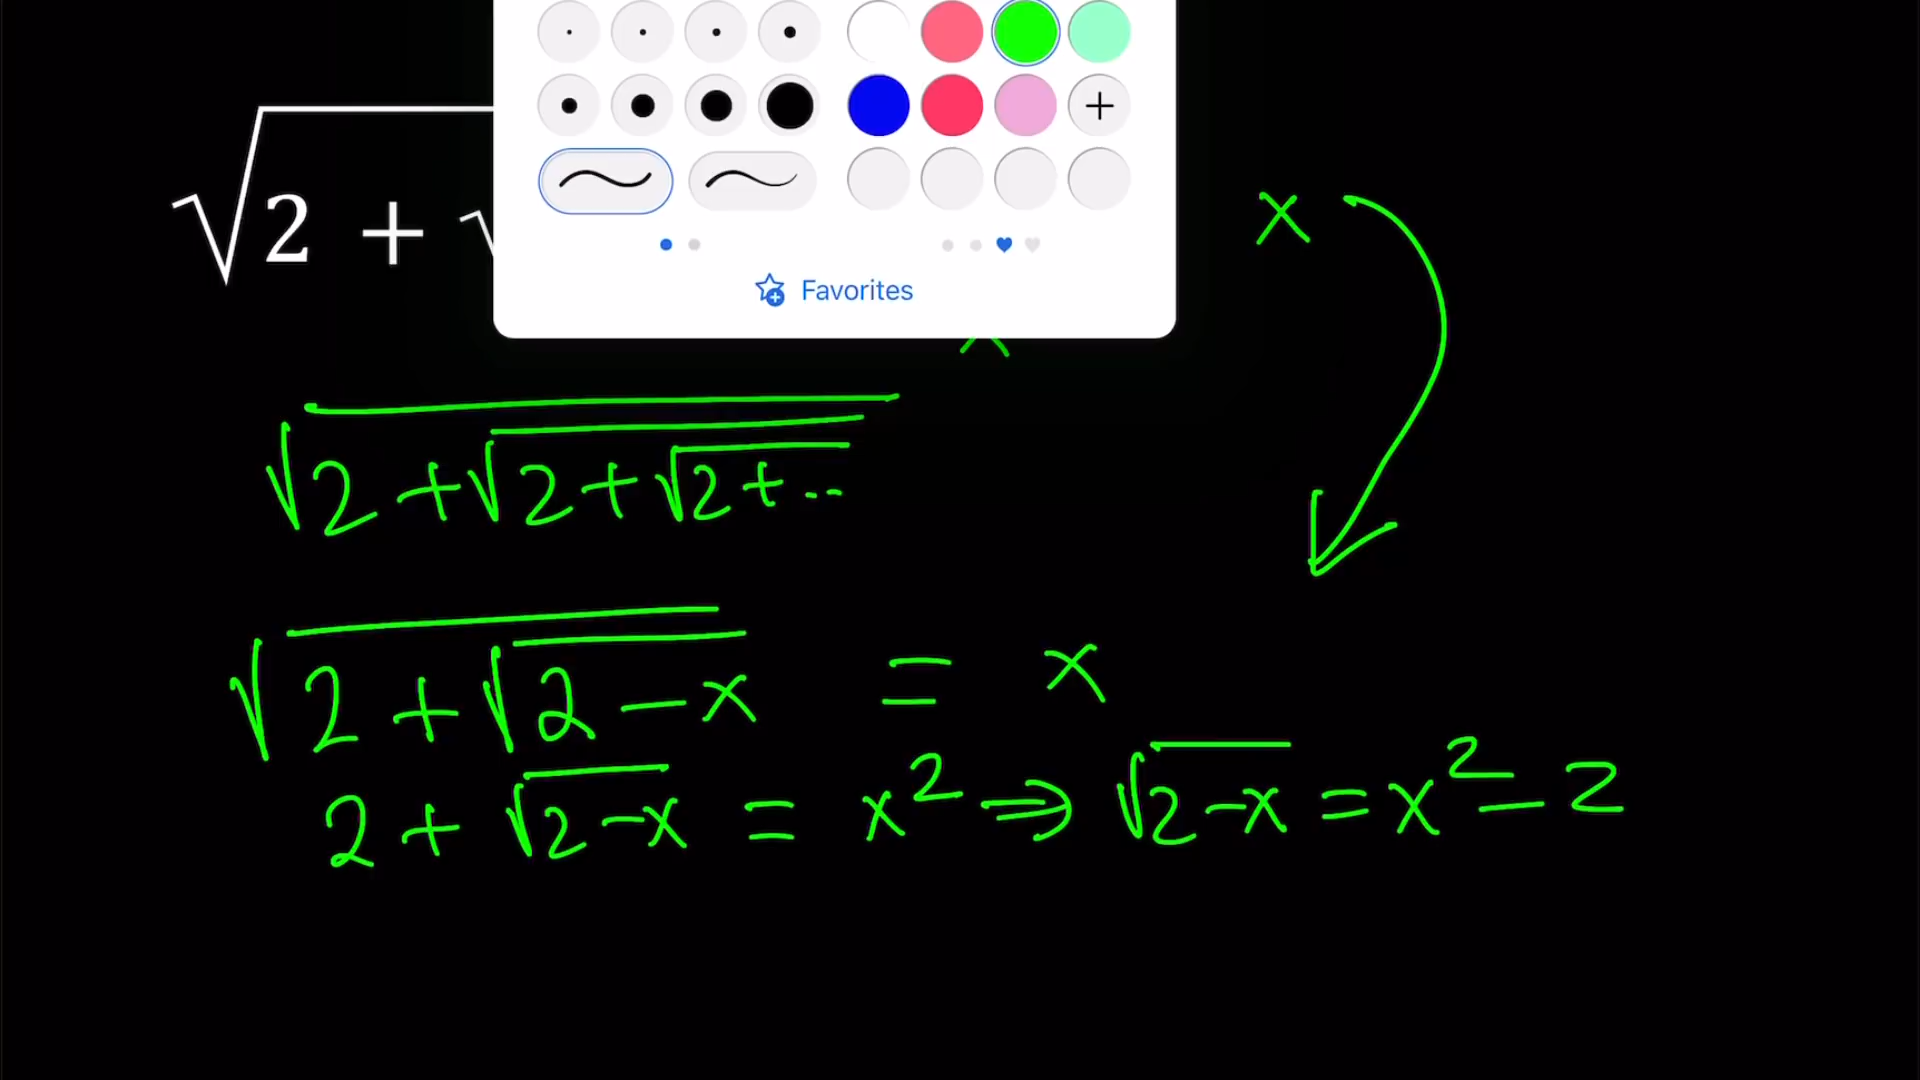 √2 + √
Favorites
x
√2+√2+√2+..
√2+√2-x = x
2+√2-x = x² ⇒ √2-x = x²-2